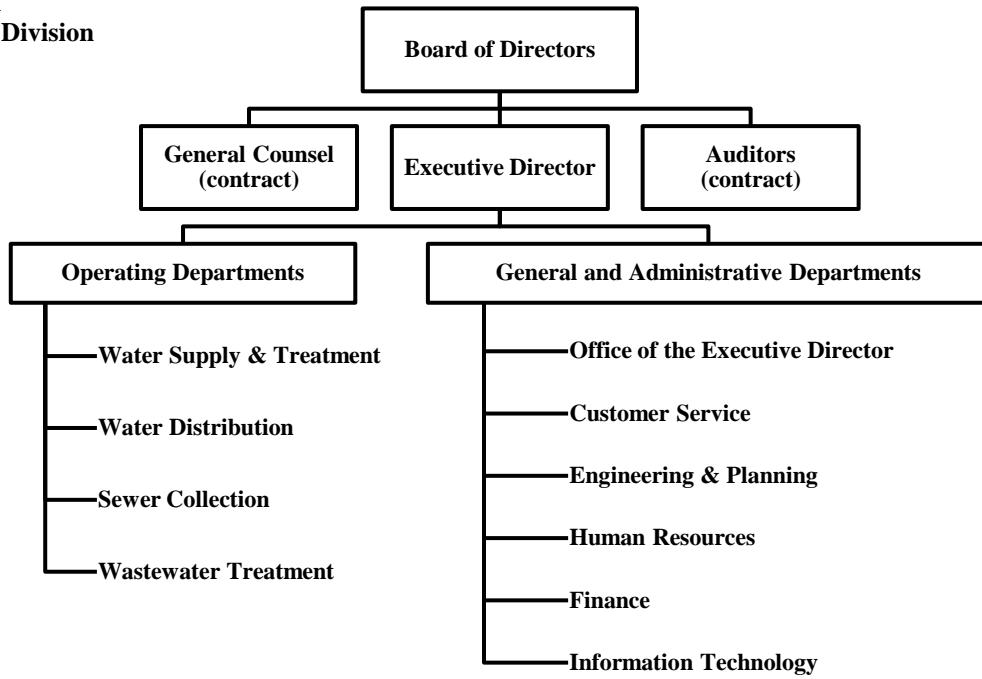 Division
Board of Directors
General Counsel
(contract)
Executive Director
Auditors
(contract)
Operating Departments
General and Administrative Departments
Water Supply & Treatment
Water Distribution
Sewer Collection
Wastewater Treatment
Office of the Executive Director
Customer Service
Engineering & Planning
Human Resources
Finance
Information Technology